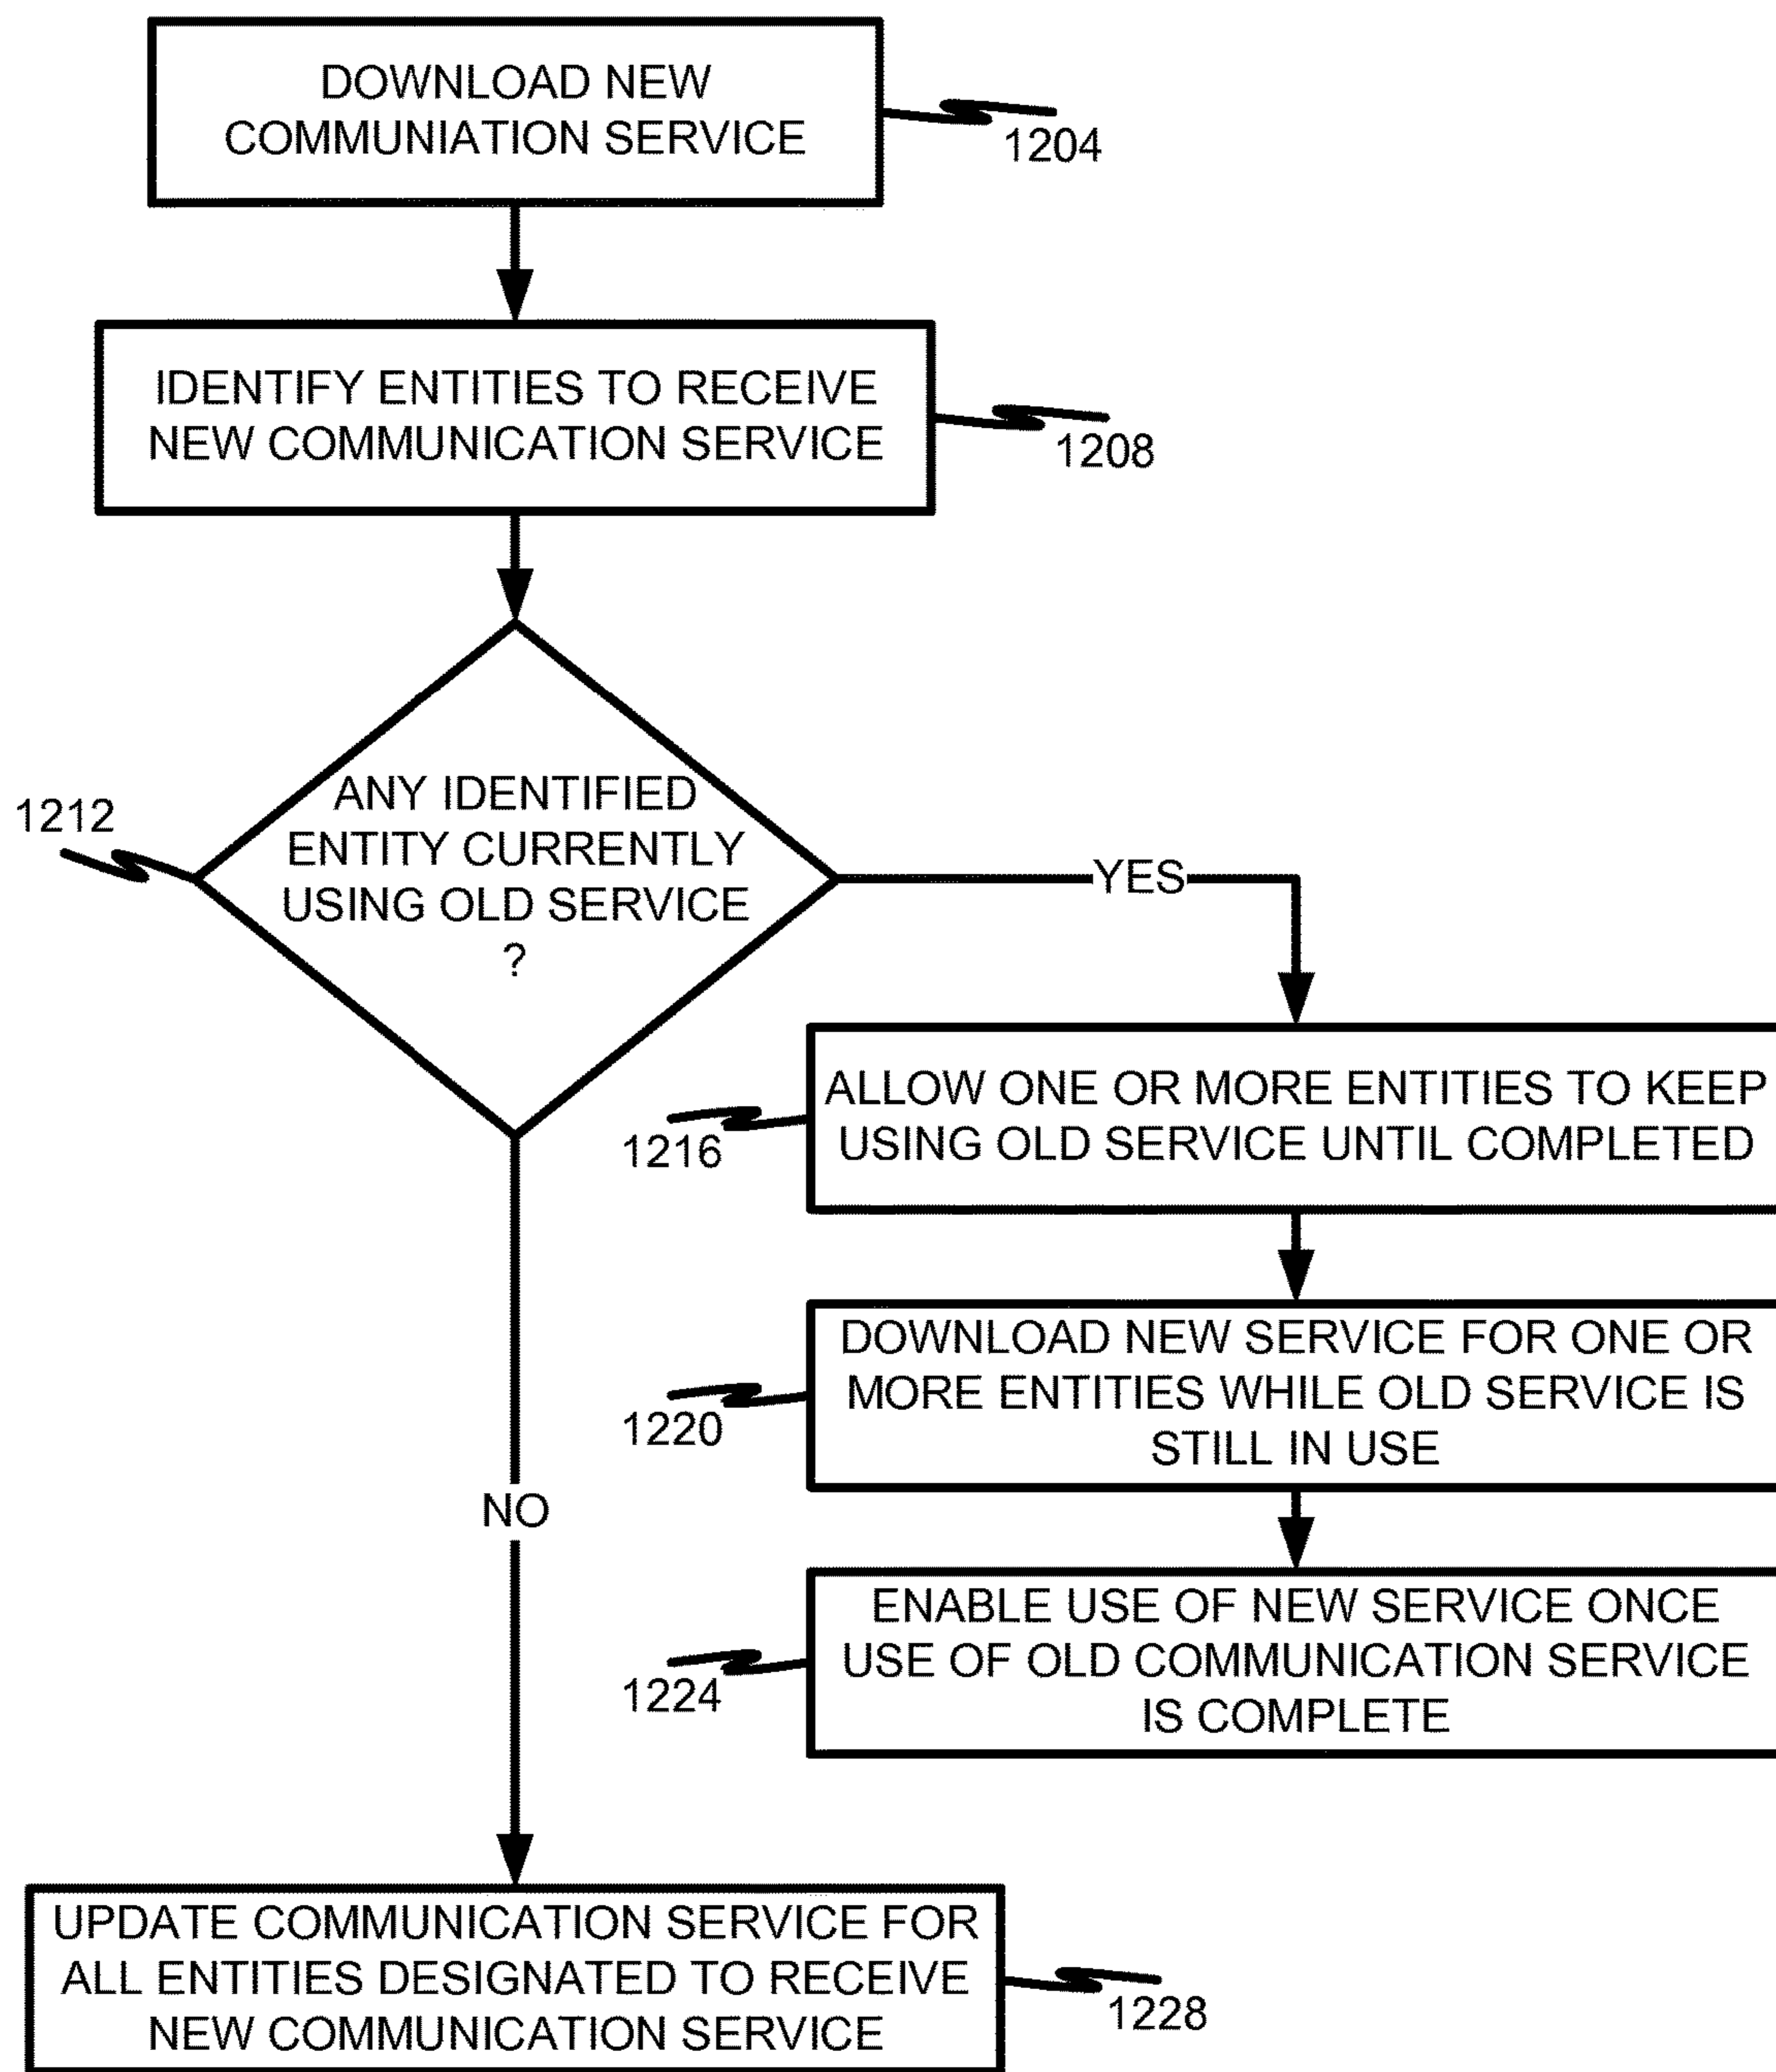 DOWNLOAD NEW
COMMUNIATION SERVICE
1204
IDENTIFY ENTITIES TO RECEIVE
NEW COMMUNICATION SERVICE
1208
ANY IDENTIFIED
ENTITY CURRENTLY
USING OLD SERVICE
?
1212
YES
ALLOW ONE OR MORE ENTITIES TO KEEP
USING OLD SERVICE UNTIL COMPLETED
1216
DOWNLOAD NEW SERVICE FOR ONE OR
MORE ENTITIES WHILE OLD SERVICE IS
STILL IN USE
1220
NO
ENABLE USE OF NEW SERVICE ONCE
USE OF OLD COMMUNICATION SERVICE
IS COMPLETE
1224
UPDATE COMMUNICATION SERVICE FOR
ALL ENTITIES DESIGNATED TO RECEIVE
NEW COMMUNICATION SERVICE
1228